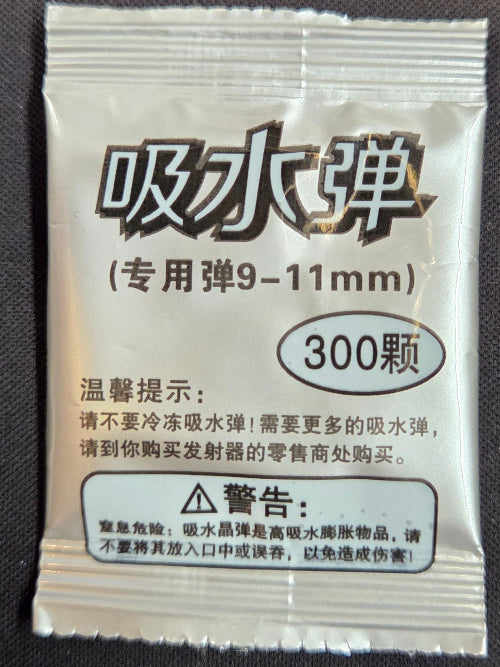 吸水弹
(专用弹9-11mm)
300颗
温馨提示:
请不要冷冻吸水弹!需要更多的吸水弹,
请到你购买发射器的零售商处购买。
警告:
窒息危险:吸水晶弹是高吸水膨胀物品,请
不要将其放入口中或误吞,以免造成伤害!